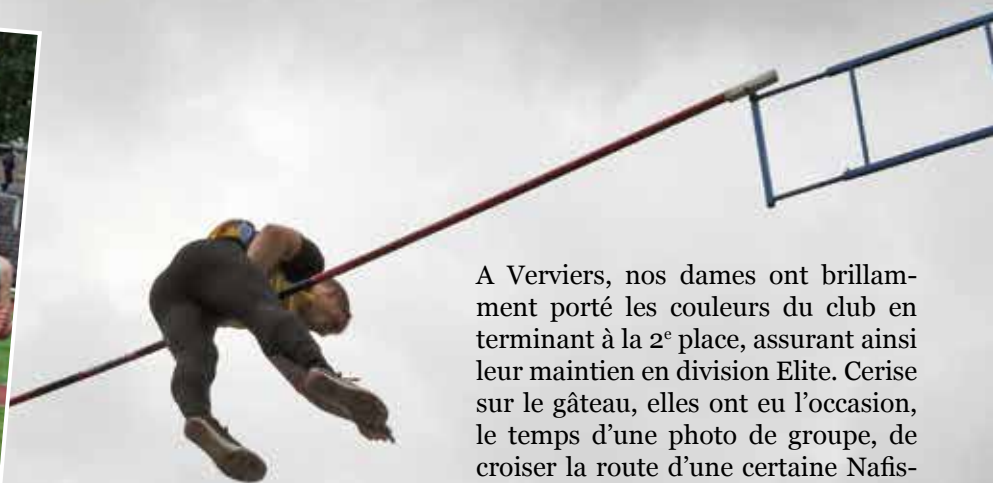 A Verviers, nos dames ont brillam-
ment porté les couleurs du club en
terminant à la 2ᵉ place, assurant ainsi
leur maintien en division Elite. Cerise
sur le gâteau, elles ont eu l'occasion,
le temps d'une photo de groupe, de
croiser la route d'une certaine Nafis-